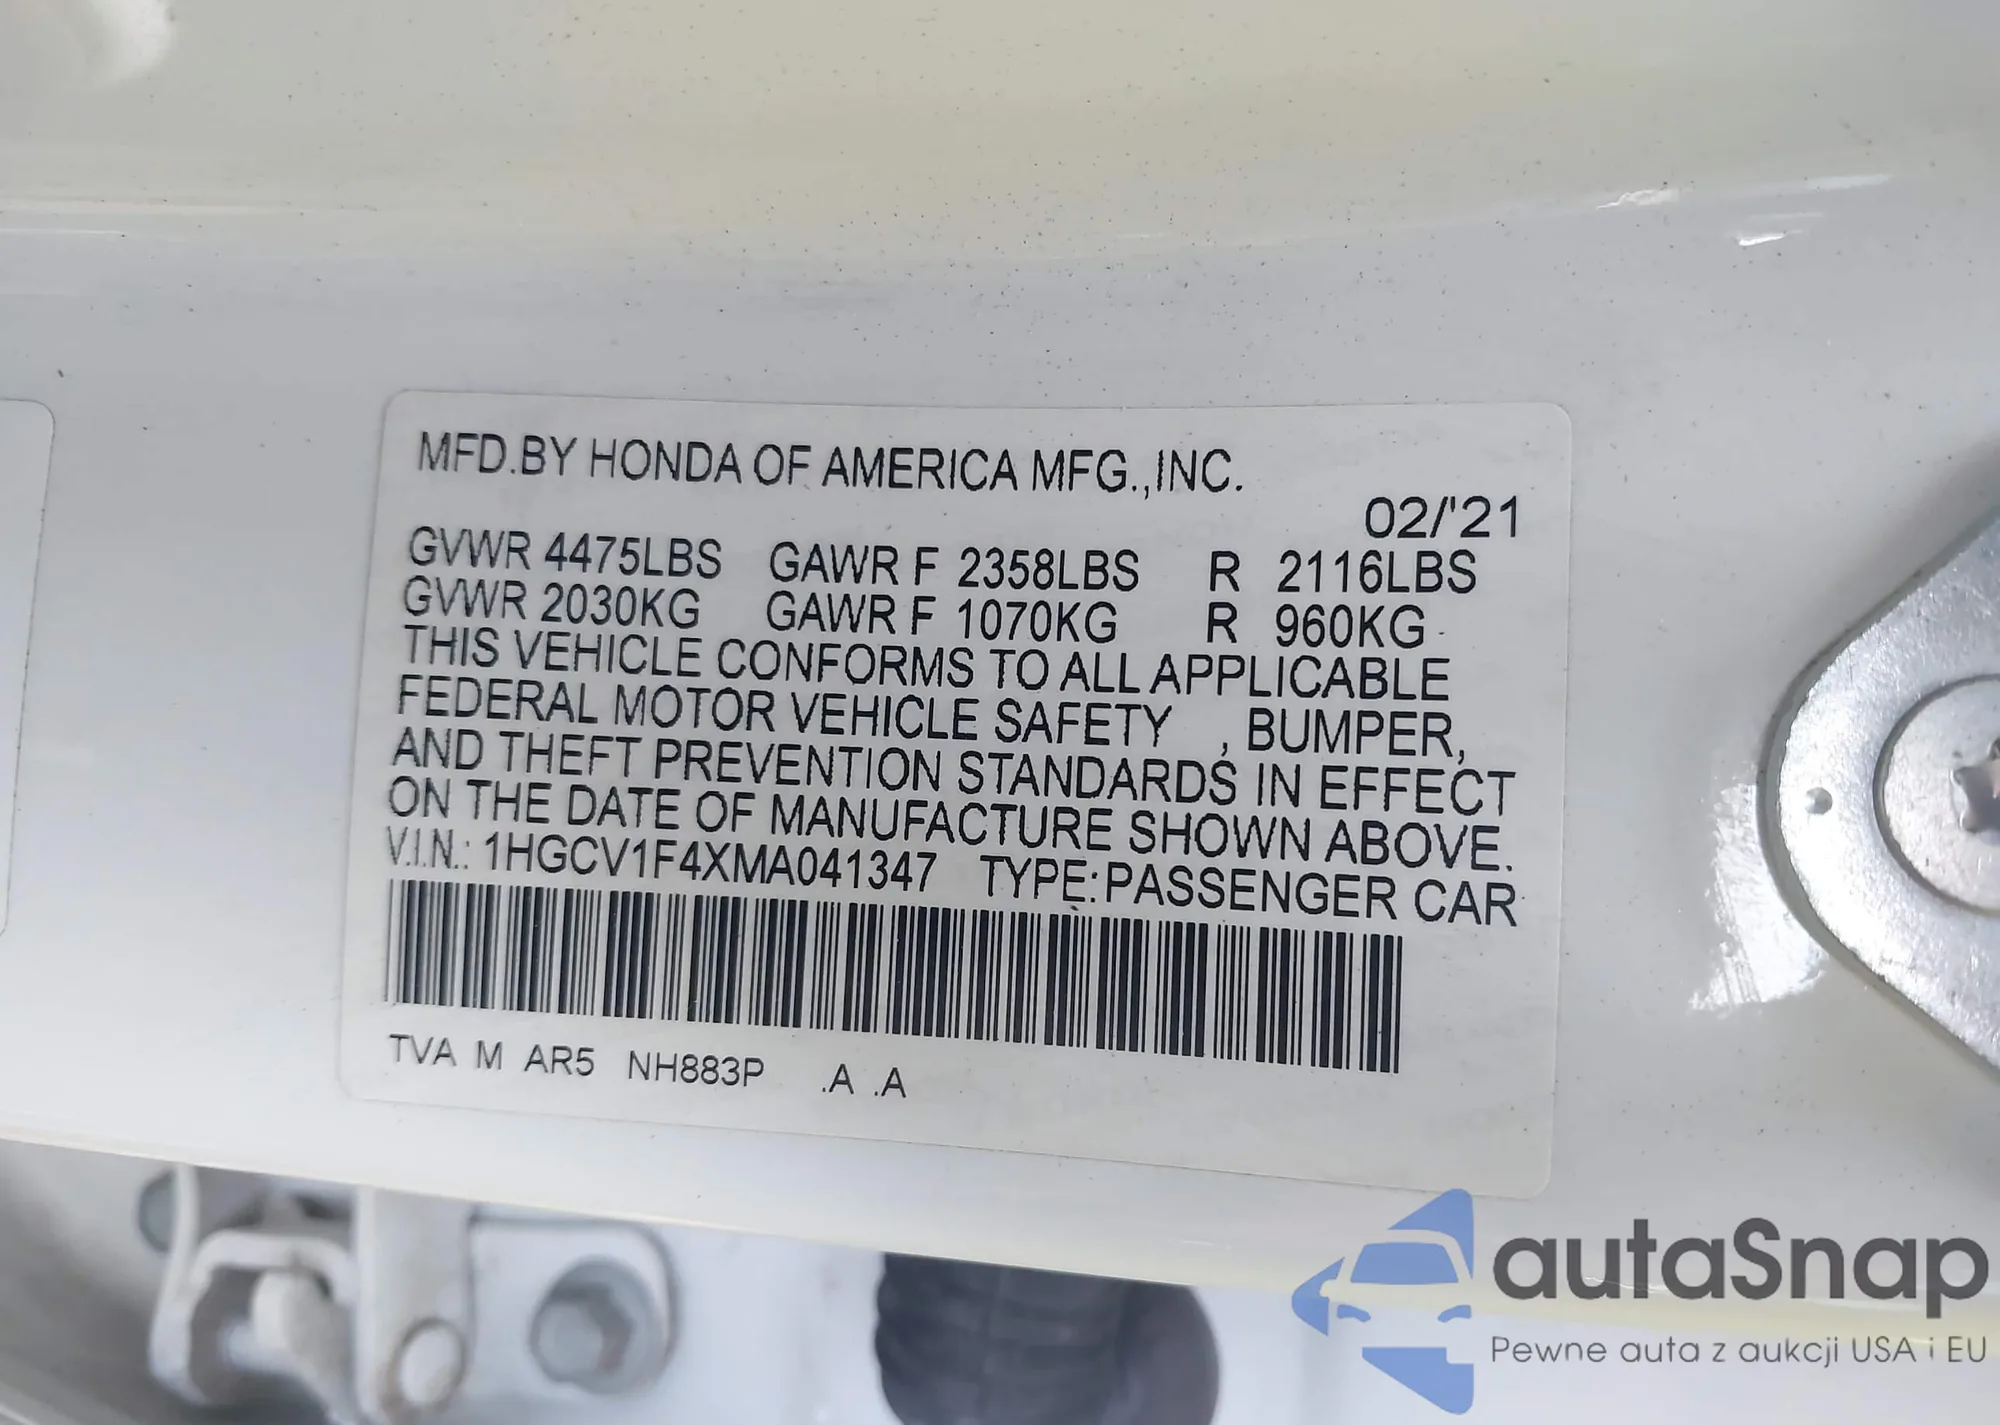 MFD.BY HONDA OF AMERICA MFG.,INC.
02/'21
GVWR 4475LBS GAWR F 2358LBS R 2116LBS
GVWR 2030KG GAWR F 1070KG R 960KG
THIS VEHICLE CONFORMS TO ALL APPLICABLE
FEDERAL MOTOR VEHICLE SAFETY , BUMPER,
AND THEFT PREVENTION STANDARDS IN EFFECT
ON THE DATE OF MANUFACTURE SHOWN ABOVE.
V.I.N.: 1HGCV1F4XMA041347 TYPE:PASSENGER CAR
TVA M AR5 NH883P .A .A
autaSnap
Pewne auta z aukcji USA i EU